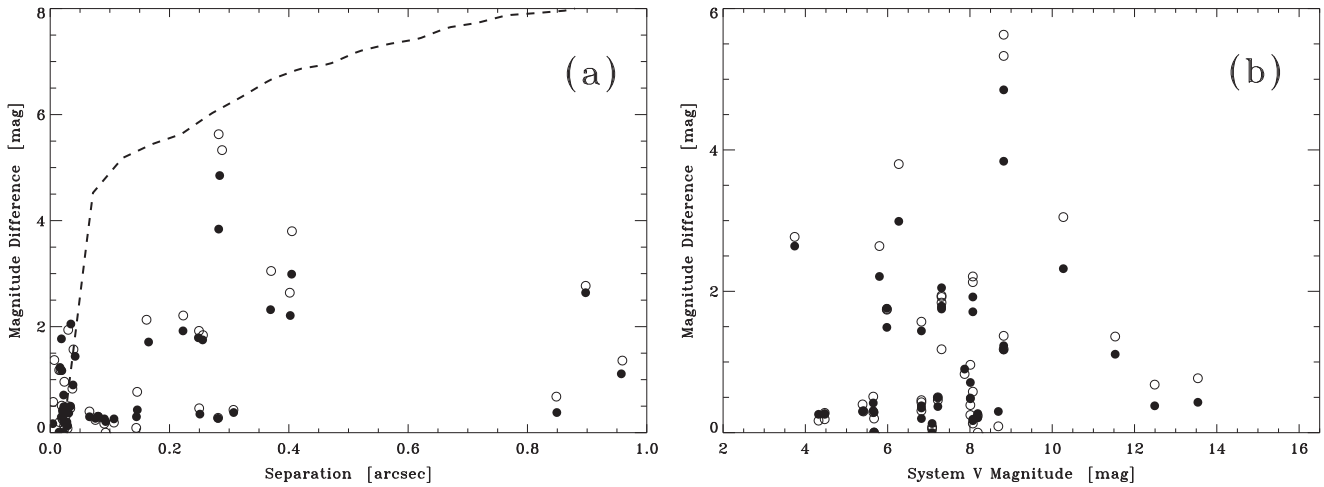 8
6
4
2
0
Magnitude Difference [mag]
(a)
0.0 0.2 0.4 0.6 0.8 1.0
Separation [arcsec]
6
4
2
0
Magnitude Difference [mag]
(b)
2 4 6 8 10 12 14 16
System V Magnitude [mag]